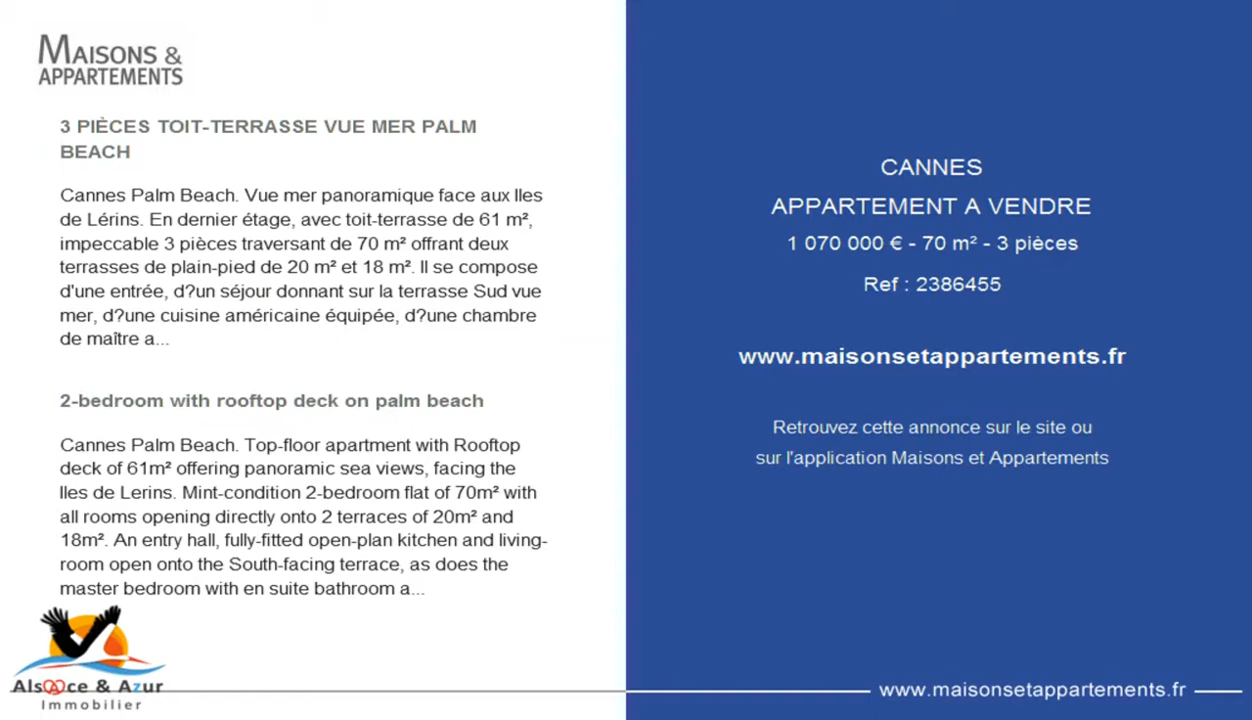 MAISONS &
APPARTEMENTS
3 PIÈCES TOIT-TERRASSE VUE MER PALM
BEACH
Cannes Palm Beach. Vue mer panoramique face aux Iles
de Lérins. En dernier étage, avec toit-terrasse de 61 m²,
impeccable 3 pièces traversant de 70 m² offrant deux
terrasses de plain-pied de 20 m² et 18 m². Il se compose
d'une entrée, d?un séjour donnant sur la terrasse Sud vue
mer, d?une cuisine américaine équipée, d?une chambre
de maître a...
2-bedroom with rooftop deck on palm beach
Cannes Palm Beach. Top-floor apartment with Rooftop
deck of 61m² offering panoramic sea views, facing the
Iles de Lerins. Mint-condition 2-bedroom flat of 70m² with
all rooms opening directly onto 2 terraces of 20m² and
18m². An entry hall, fully-fitted open-plan kitchen and living-
room open onto the South-facing terrace, as does the
master bedroom with en suite bathroom a...
Alsace & Azur
Immobilier
CANNES
APPARTEMENT A VENDRE
1 070 000 € - 70 m² - 3 pièces
Ref : 2386455
www.maisonsetappartements.fr
Retrouvez cette annonce sur le site ou
sur l'application Maisons et Appartements
www.maisonsetappartements.fr